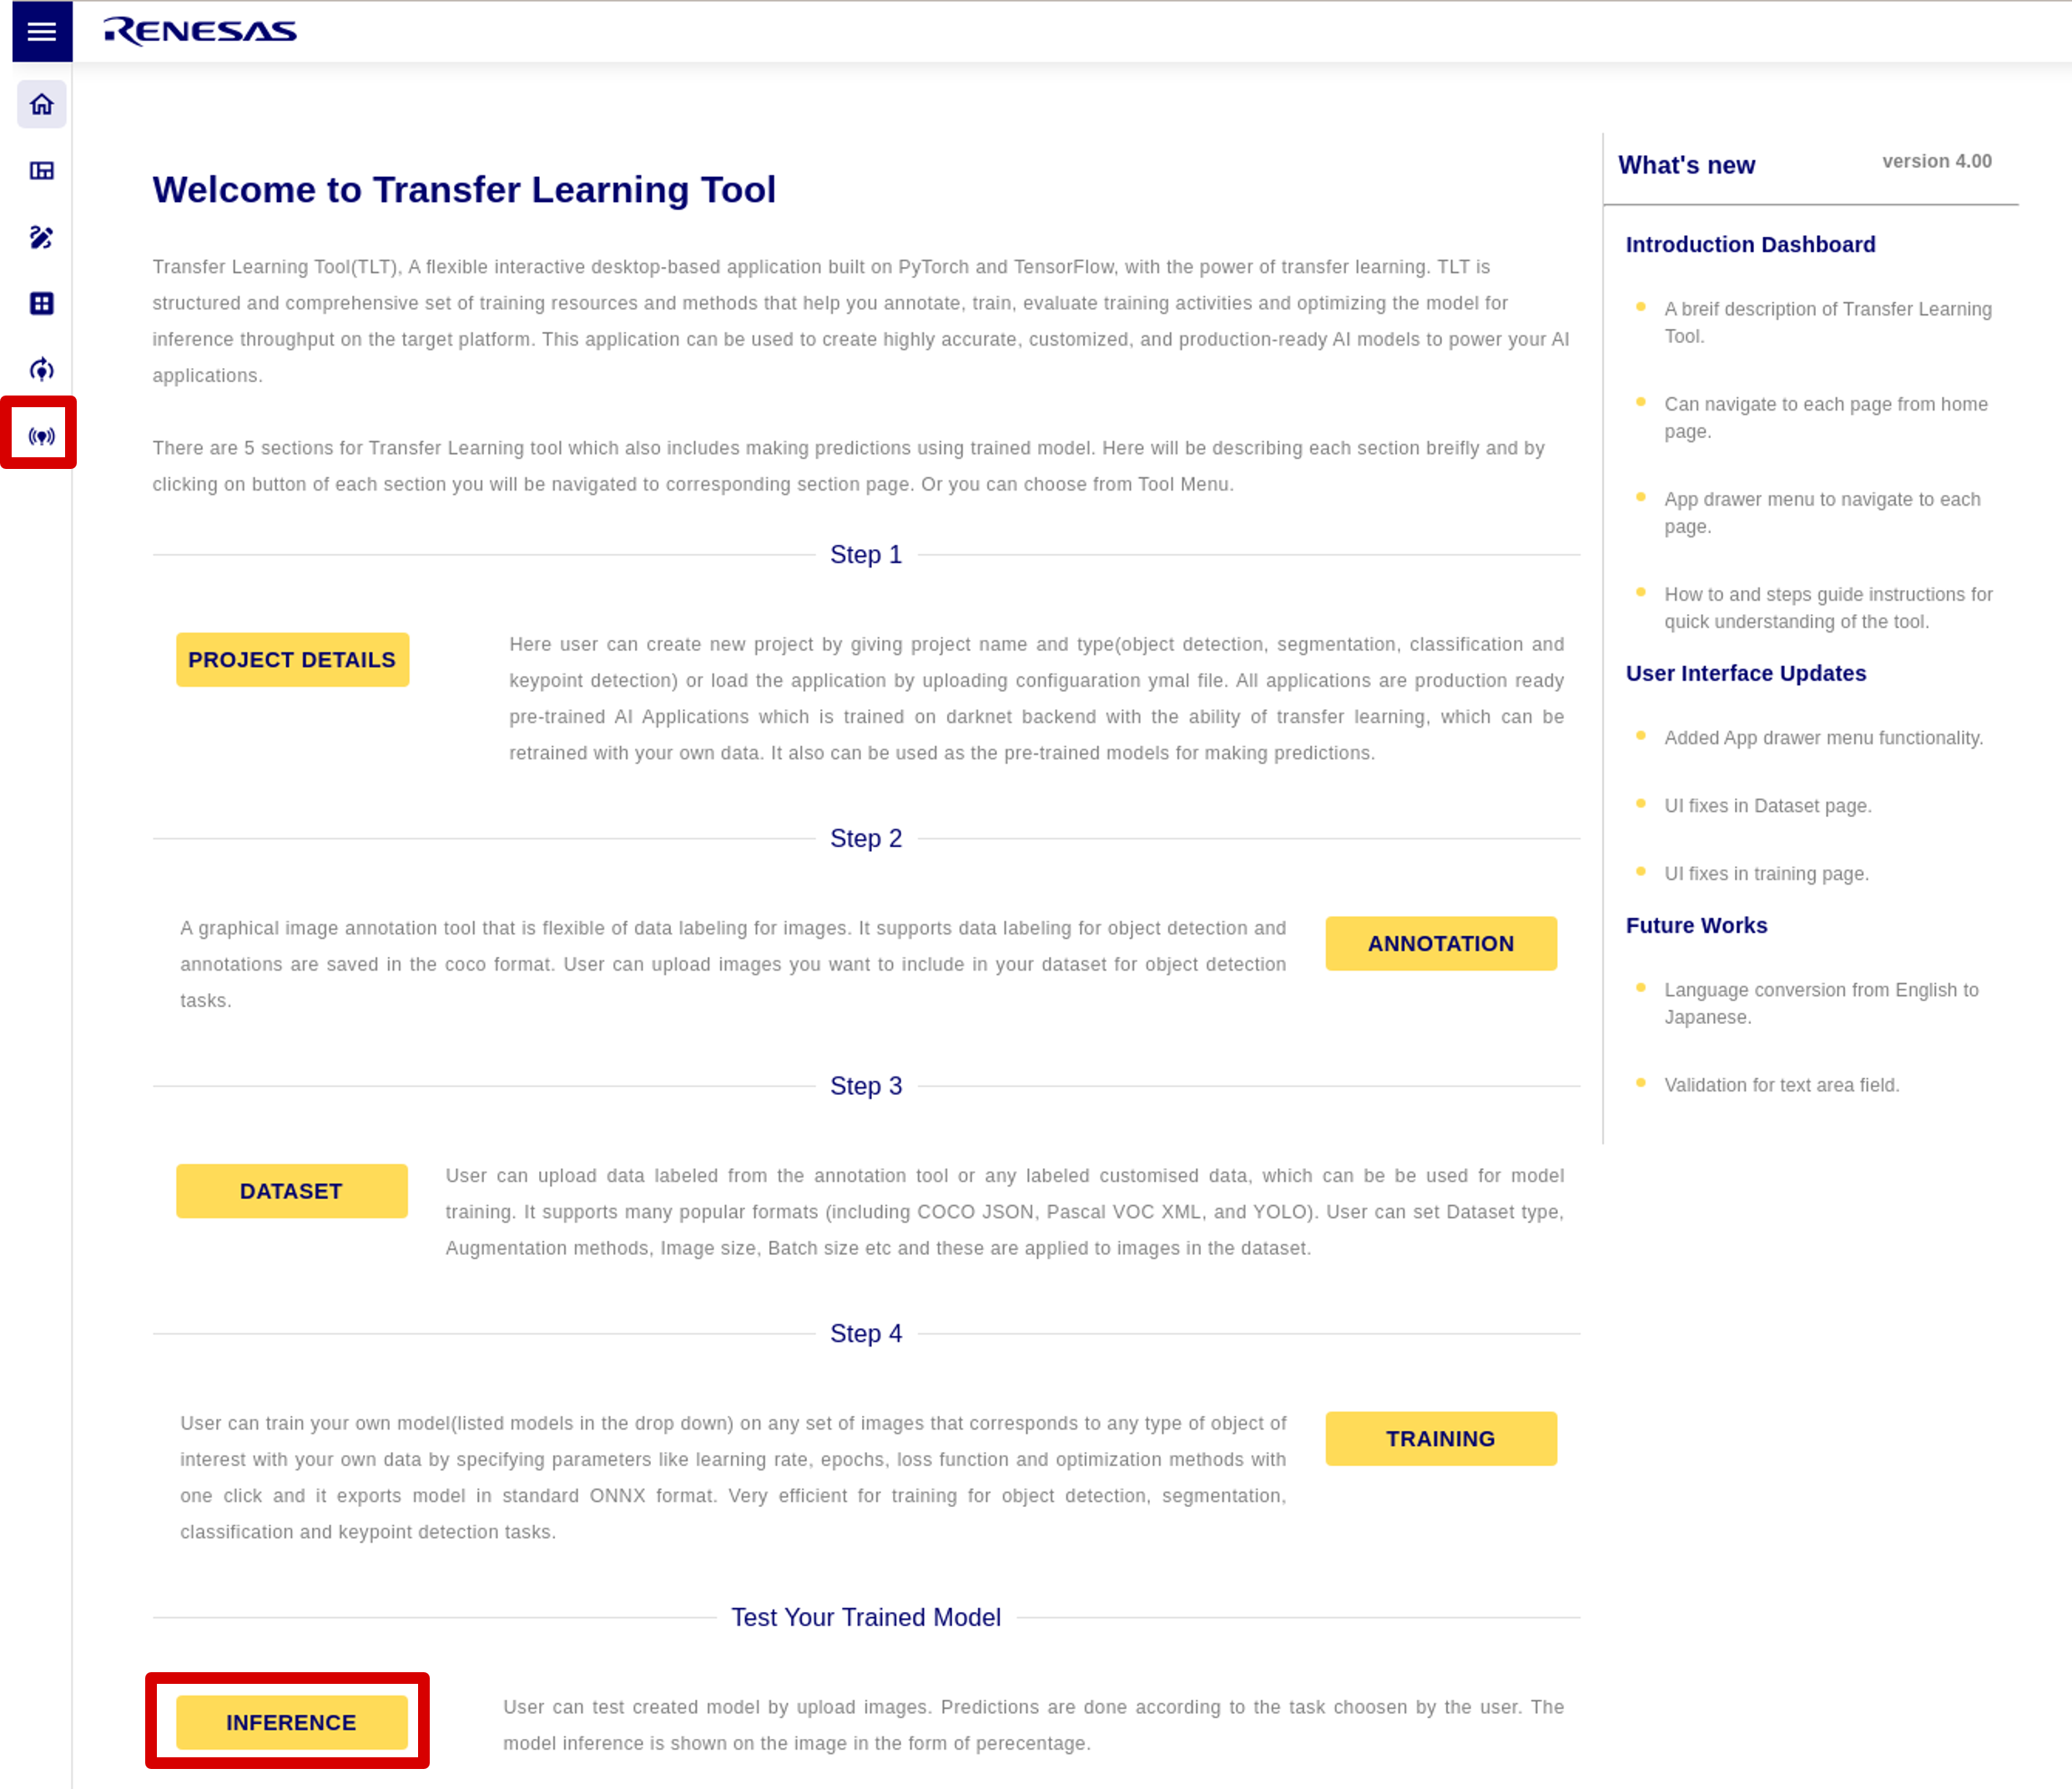 RENESAS
Welcome to Transfer Learning Tool
Transfer Learning Tool(TLT), A flexible interactive desktop-based application built on PyTorch and TensorFlow, with the power of transfer learning. TLT is
structured and comprehensive set of training resources and methods that help you annotate, train, evaluate training activities and optimizing the model for
inference throughput on the target platform. This application can be used to create highly accurate, customized, and production-ready AI models to power your AI
applications.
There are 5 sections for Transfer Learning tool which also includes making predictions using trained model. Here will be describing each section breifly and by
clicking on button of each section you will be navigated to corresponding section page. Or you can choose from Tool Menu.
Step 1
PROJECT DETAILS
Here user can create new project by giving project name and type(object detection, segmentation, classification and
keypoint detection) or load the application by uploading configuaration ymal file. All applications are production ready
pre-trained AI Applications which is trained on darknet backend with the ability of transfer learning, which can be
retrained with your own data. It also can be used as the pre-trained models for making predictions.
Step 2
A graphical image annotation tool that is flexible of data labeling for images. It supports data labeling for object detection and
annotations are saved in the coco format. User can upload images you want to include in your dataset for object detection
tasks.
ANNOTATION
Step 3
DATASET
User can upload data labeled from the annotation tool or any labeled customised data, which can be be used for model
training. It supports many popular formats (including COCO JSON, Pascal VOC XML, and YOLO). User can set Dataset type,
Augmentation methods, Image size, Batch size etc and these are applied to images in the dataset.
Step 4
User can train your own model(listed models in the drop down) on any set of images that corresponds to any type of object of
interest with your own data by specifying parameters like learning rate, epochs, loss function and optimization methods with
one click and it exports model in standard ONNX format. Very efficient for training for object detection, segmentation,
classification and keypoint detection tasks.
TRAINING
Test Your Trained Model
INFERENCE
User can test created model by upload images. Predictions are done according to the task choosen by the user. The
model inference is shown on the image in the form of perecentage.
What's new
version 4.00
Introduction Dashboard
A breif description of Transfer Learning
Tool.
Can navigate to each page from home
page.
App drawer menu to navigate to each
page.
How to and steps guide instructions for
quick understanding of the tool.
User Interface Updates
Added App drawer menu functionality.
UI fixes in Dataset page.
UI fixes in training page.
Future Works
Language conversion from English to
Japanese.
Validation for text area field.